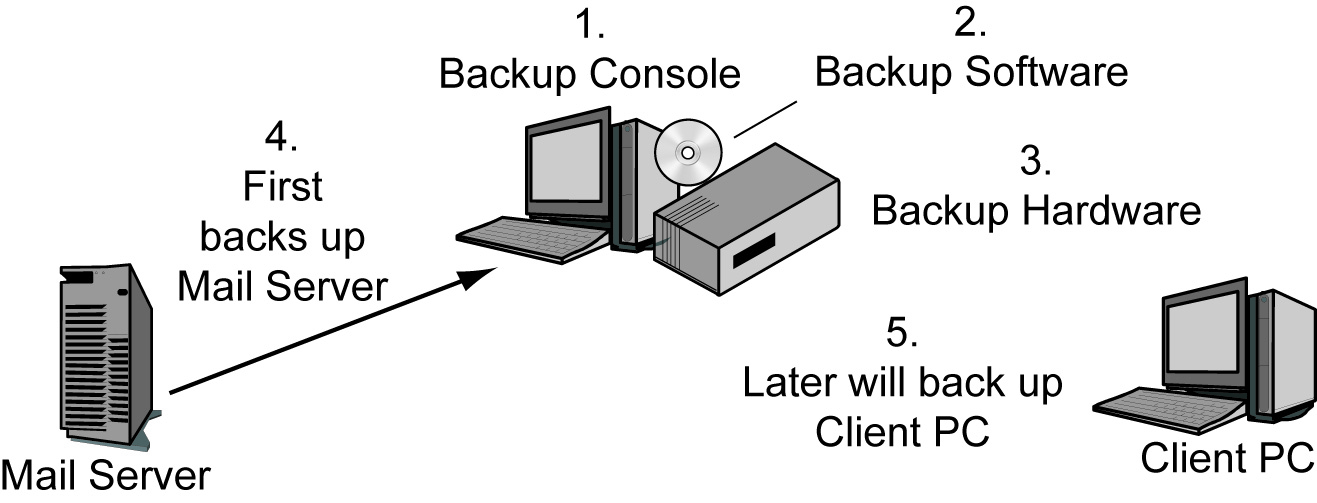 1.
Backup Console
2.
Backup Software
3.
Backup Hardware
4.
First
backs up
Mail Server
5.
Later will back up
Client PC
Mail Server
Client PC